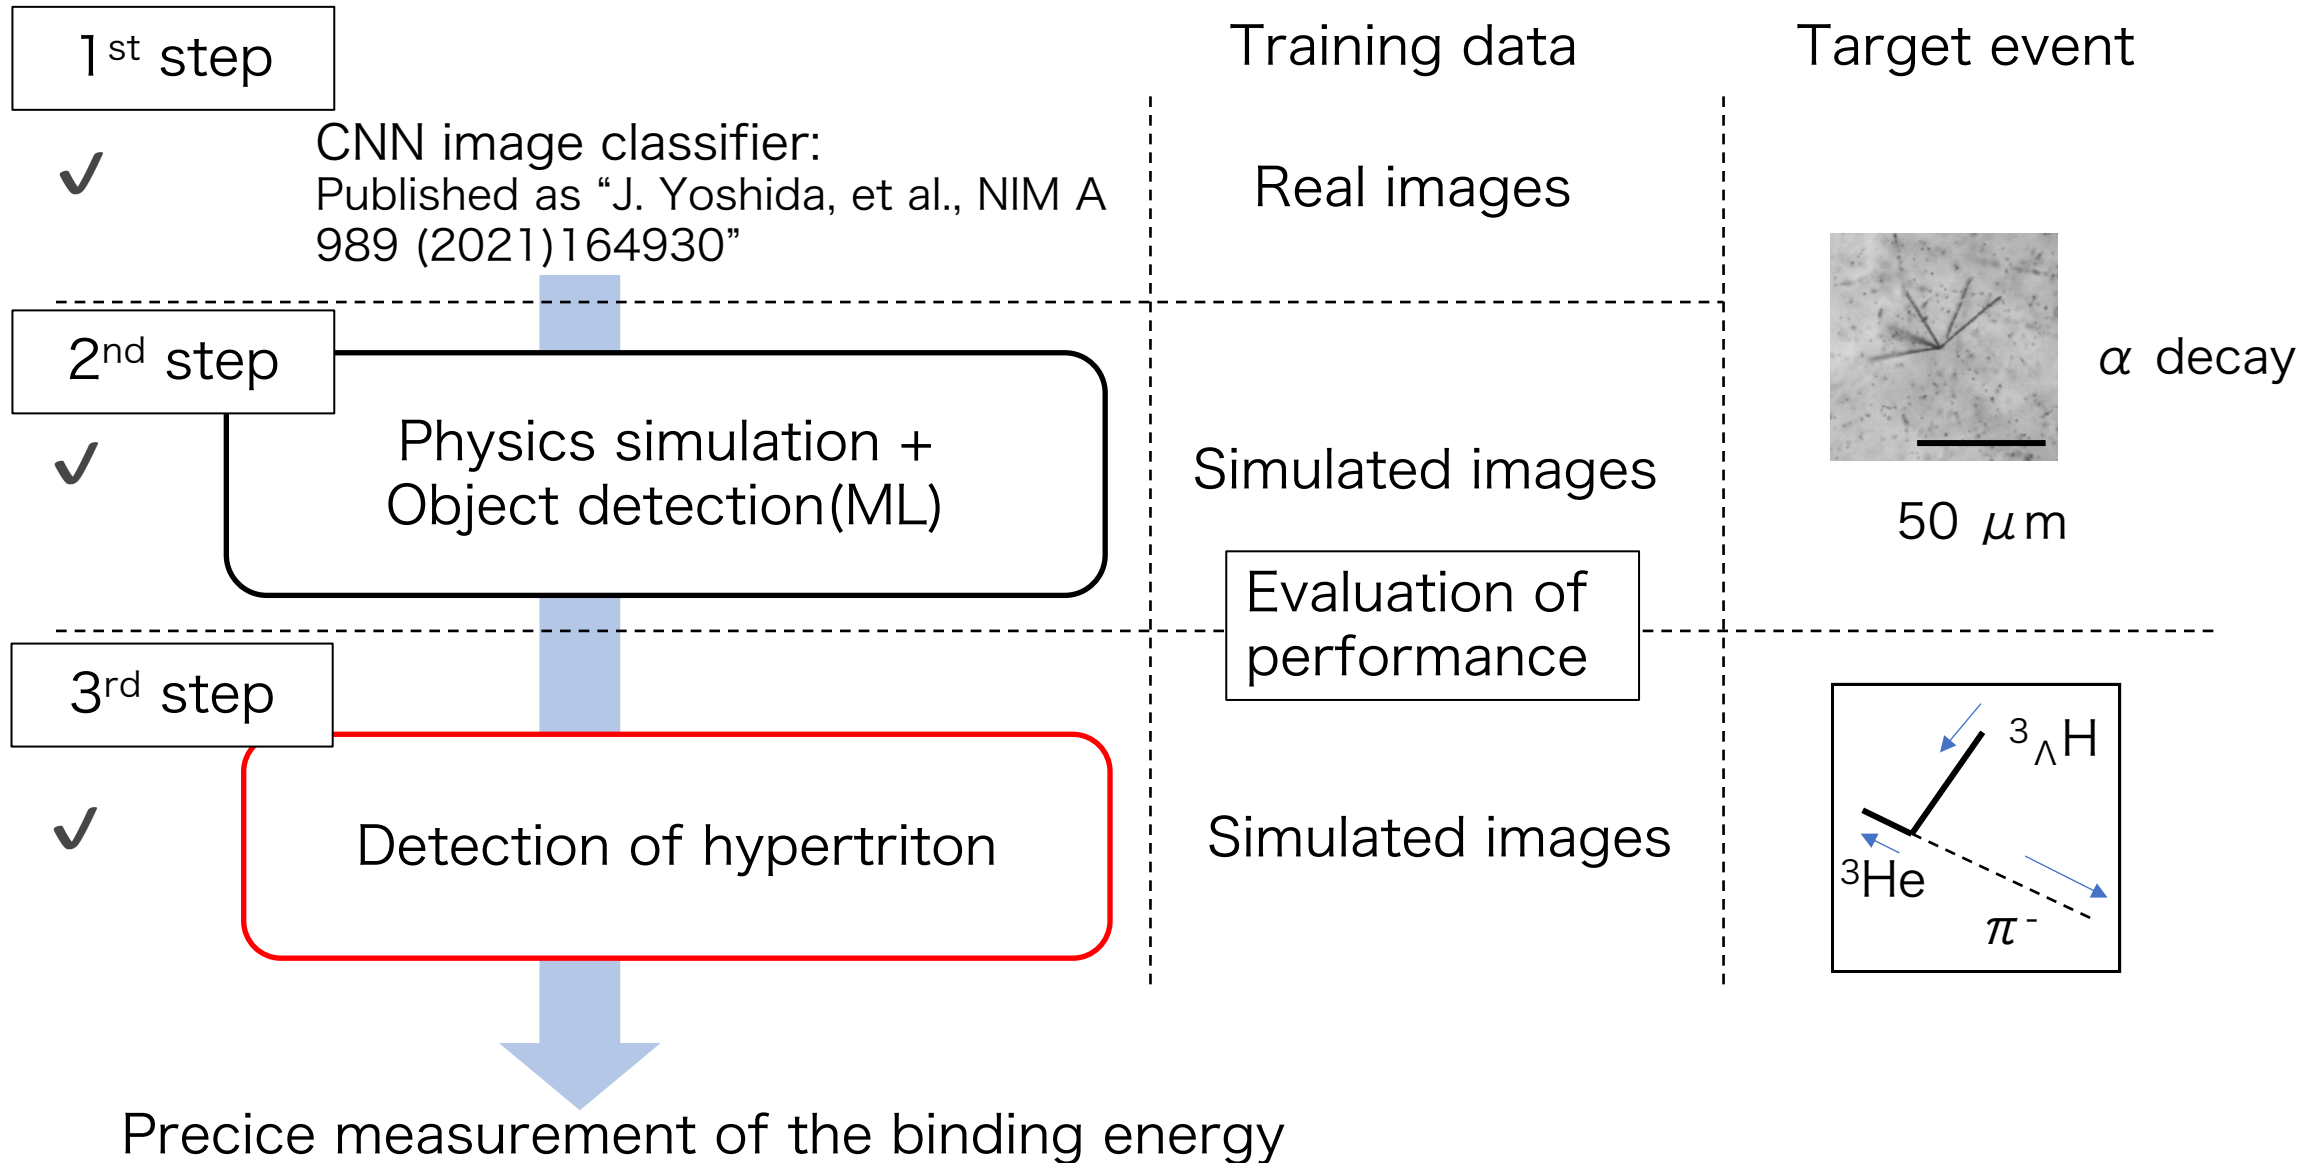 1st step
Training data
Target event
CNN image classifier:
Published as “J. Yoshida, et al., NIM A
989 (2021)164930”
Real images
2nd step
Physics simulation +
Object detection(ML)
Simulated images
α decay
50 μm
Evaluation of
performance
3rd step
Detection of hypertriton
Simulated images
3ΛH
3He
π-
Precice measurement of the binding energy